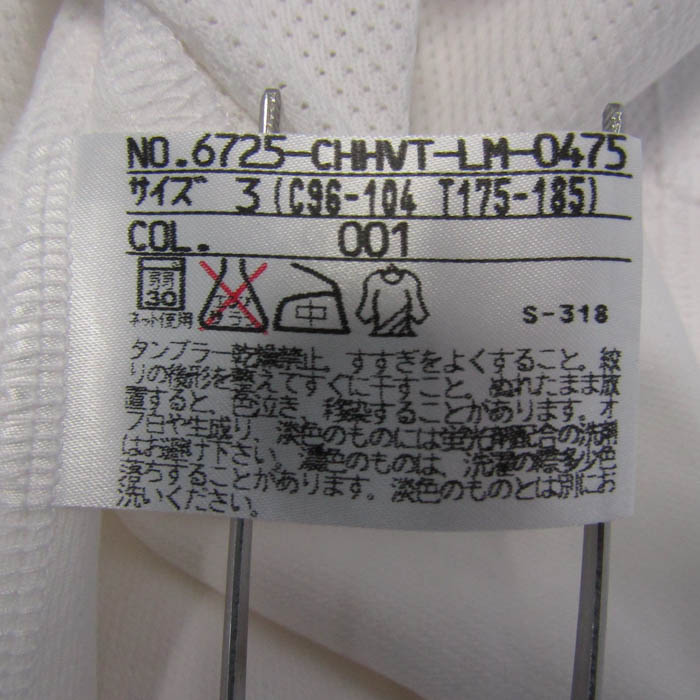 NO.6725-CHHVT-LM-0475
サイズ 3(C96-104 T175-185)
COL. 001
弱
30
エンソ
サラシ
中
ネット使用
S-318
タンブラー乾燥禁止。すすぎをよくすること。絞
りの後形を整えてすぐに干すこと。ぬれたまま放
置すると、色泣き、移染することがあります。オ
フ白や生成り、淡色のものには蛍光剤配合の洗剤
はお避け下さい。濃色のものは、洗濯の際多少色
落ちすることがあります。淡色のものとは別にお
洗いください。